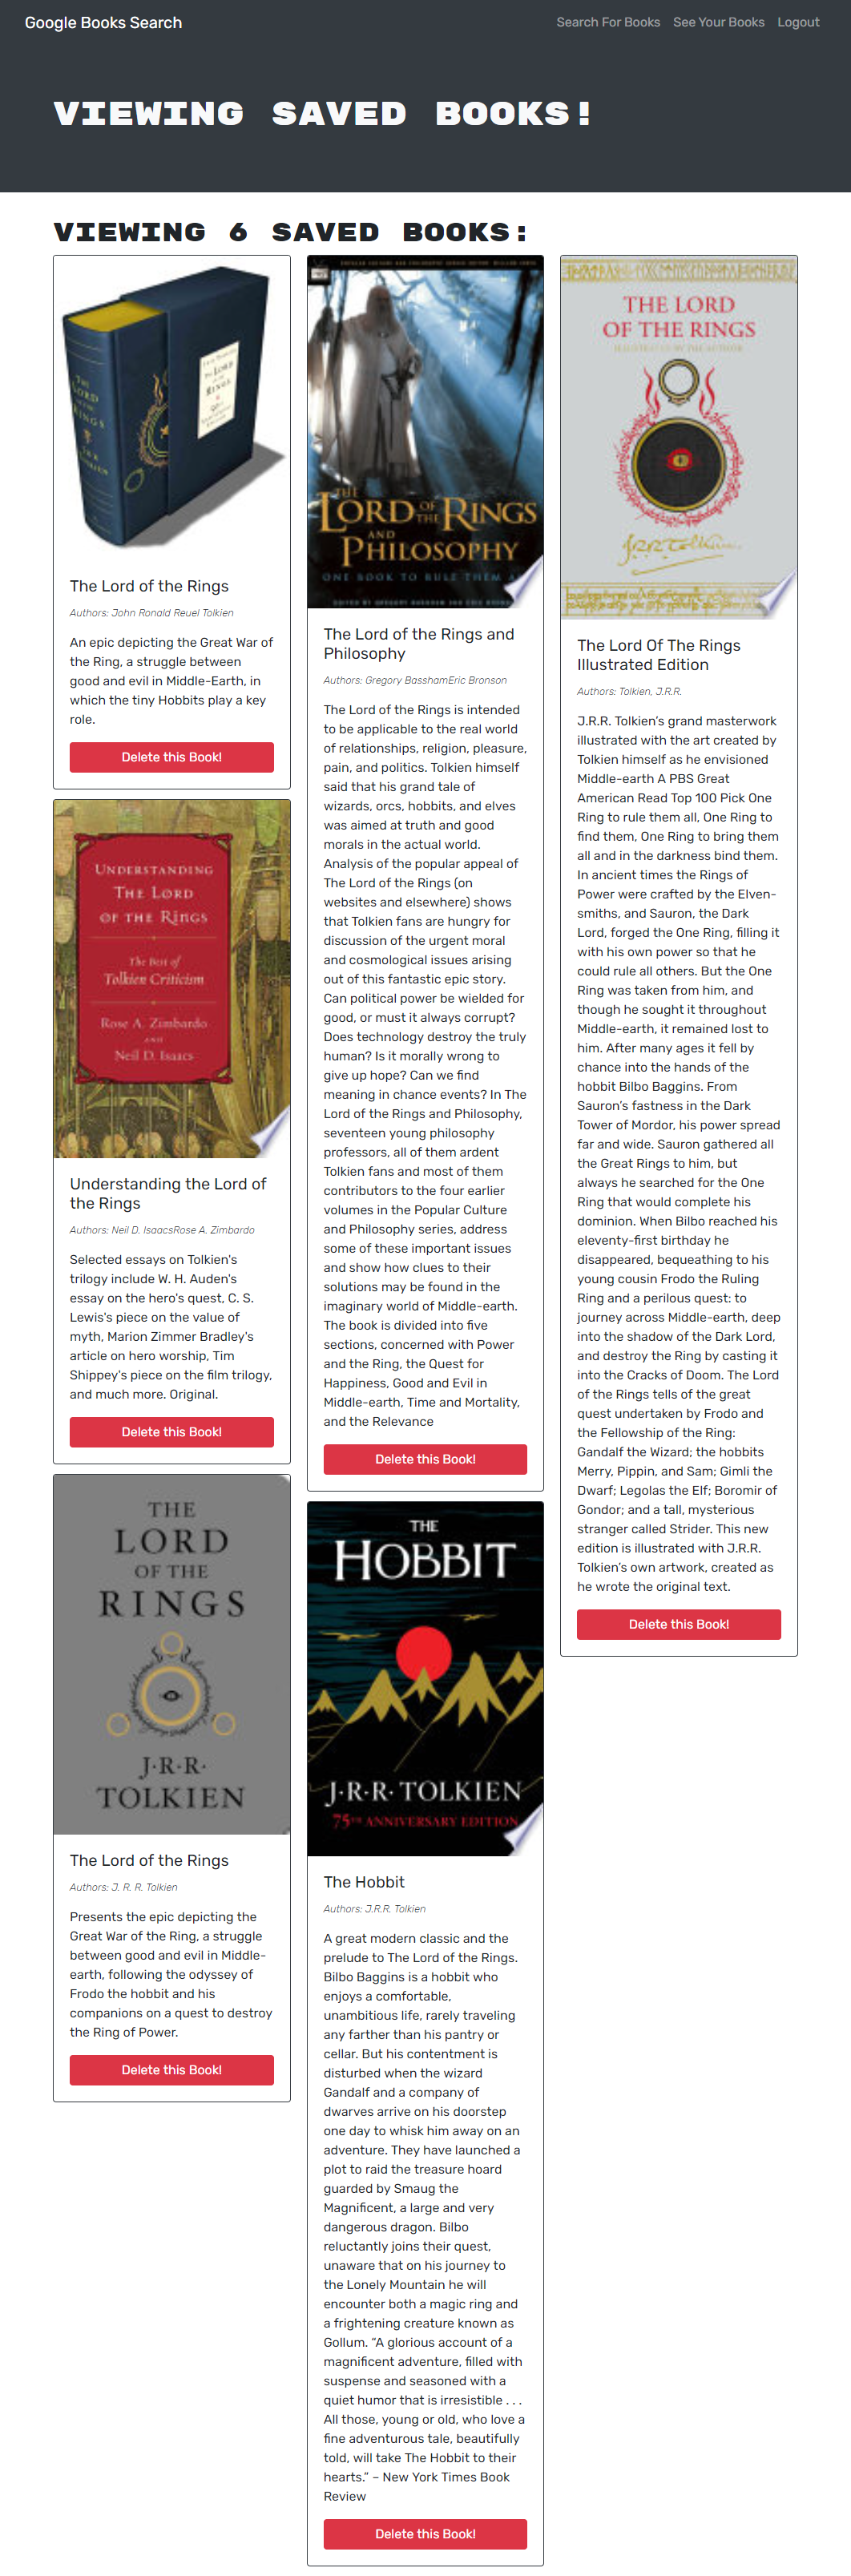 Google Books Search
Search For Books
See Your Books
Logout
VIEWING SAVED BOOKS!
VIEWING 6 SAVED BOOKS:
THE LORD
OF THE RINGS
The Lord of the Rings
Authors: John Ronald Reuel Tolkien
An epic depicting the Great War of
the Ring, a struggle between
good and evil in Middle-Earth, in
which the tiny Hobbits play a key
role.
Delete this Book!
UNDERSTANDING
THE LORD
OF THE RINGS
The Best of
Tolkien Criticism
Rose A. Zimbardo
AND
Neil D. Isaacs
Understanding the Lord of
the Rings
Authors: Neil D. IsaacsRose A. Zimbardo
Selected essays on Tolkien's
trilogy include W. H. Auden's
essay on the hero's quest, C. S.
Lewis's piece on the value of
myth, Marion Zimmer Bradley's
article on hero worship, Tim
Shippey's piece on the film trilogy,
and much more. Original.
Delete this Book!
THE
LORD
OF THE
RINGS
J·R·R·
TOLKIEN
The Lord of the Rings
Authors: J. R. R. Tolkien
Presents the epic depicting the
Great War of the Ring, a struggle
between good and evil in Middle-
earth, following the odyssey of
Frodo the hobbit and his
companions on a quest to destroy
the Ring of Power.
Delete this Book!
THE
LORD OF THE RINGS
AND
PHILOSOPHY
ONE BOOK TO RULE THEM
The Lord of the Rings and
Philosophy
Authors: Gregory BasshamEric Bronson
The Lord of the Rings is intended
to be applicable to the real world
of relationships, religion, pleasure,
pain, and politics. Tolkien himself
said that his grand tale of
wizards, orcs, hobbits, and elves
was aimed at truth and good
morals in the actual world.
Analysis of the popular appeal of
The Lord of the Rings (on
websites and elsewhere) shows
that Tolkien fans are hungry for
discussion of the urgent moral
and cosmological issues arising
out of this fantastic epic story.
Can political power be wielded for
good, or must it always corrupt?
Does technology destroy the truly
human? Is it morally wrong to
give up hope? Can we find
meaning in chance events? In The
Lord of the Rings and Philosophy,
seventeen young philosophy
professors, all of them ardent
Tolkien fans and most of them
contributors to the four earlier
volumes in the Popular Culture
and Philosophy series, address
some of these important issues
and show how clues to their
solutions may be found in the
imaginary world of Middle-earth.
The book is divided into five
sections, concerned with Power
and the Ring, the Quest for
Happiness, Good and Evil in
Middle-earth, Time and Mortality,
and the Relevance
Delete this Book!
THE
HOBBIT
J·R·R· TOLKIEN
75TH ANNIVERSARY EDITION
The Hobbit
Authors: J.R.R. Tolkien
A great modern classic and the
prelude to The Lord of the Rings.
Bilbo Baggins is a hobbit who
enjoys a comfortable,
unambitious life, rarely traveling
any farther than his pantry or
cellar. But his contentment is
disturbed when the wizard
Gandalf and a company of
dwarves arrive on his doorstep
one day to whisk him away on an
adventure. They have launched a
plot to raid the treasure hoard
guarded by Smaug the
Magnificent, a large and very
dangerous dragon. Bilbo
reluctantly joins their quest,
unaware that on his journey to
the Lonely Mountain he will
encounter both a magic ring and
a frightening creature known as
Gollum. “A glorious account of a
magnificent adventure, filled with
suspense and seasoned with a
quiet humor that is irresistible . . .
All those, young or old, who love a
fine adventurous tale, beautifully
told, will take The Hobbit to their
hearts.” – New York Times Book
Review
Delete this Book!
THE LORD
OF THE RINGS
ILLUSTRATED BY THE AUTHOR
The Lord Of The Rings
Illustrated Edition
Authors: Tolkien, J.R.R.
J.R.R. Tolkien’s grand masterwork
illustrated with the art created by
Tolkien himself as he envisioned
Middle-earth A PBS Great
American Read Top 100 Pick One
Ring to rule them all, One Ring to
find them, One Ring to bring them
all and in the darkness bind them.
In ancient times the Rings of
Power were crafted by the Elven-
smiths, and Sauron, the Dark
Lord, forged the One Ring, filling it
with his own power so that he
could rule all others. But the One
Ring was taken from him, and
though he sought it throughout
Middle-earth, it remained lost to
him. After many ages it fell by
chance into the hands of the
hobbit Bilbo Baggins. From
Sauron’s fastness in the Dark
Tower of Mordor, his power spread
far and wide. Sauron gathered all
the Great Rings to him, but
always he searched for the One
Ring that would complete his
dominion. When Bilbo reached his
eleventy-first birthday he
disappeared, bequeathing to his
young cousin Frodo the Ruling
Ring and a perilous quest: to
journey across Middle-earth, deep
into the shadow of the Dark Lord,
and destroy the Ring by casting it
into the Cracks of Doom. The Lord
of the Rings tells of the great
quest undertaken by Frodo and
the Fellowship of the Ring:
Gandalf the Wizard; the hobbits
Merry, Pippin, and Sam; Gimli the
Dwarf; Legolas the Elf; Boromir of
Gondor; and a tall, mysterious
stranger called Strider. This new
edition is illustrated with J.R.R.
Tolkien’s own artwork, created as
he wrote the original text.
Delete this Book!